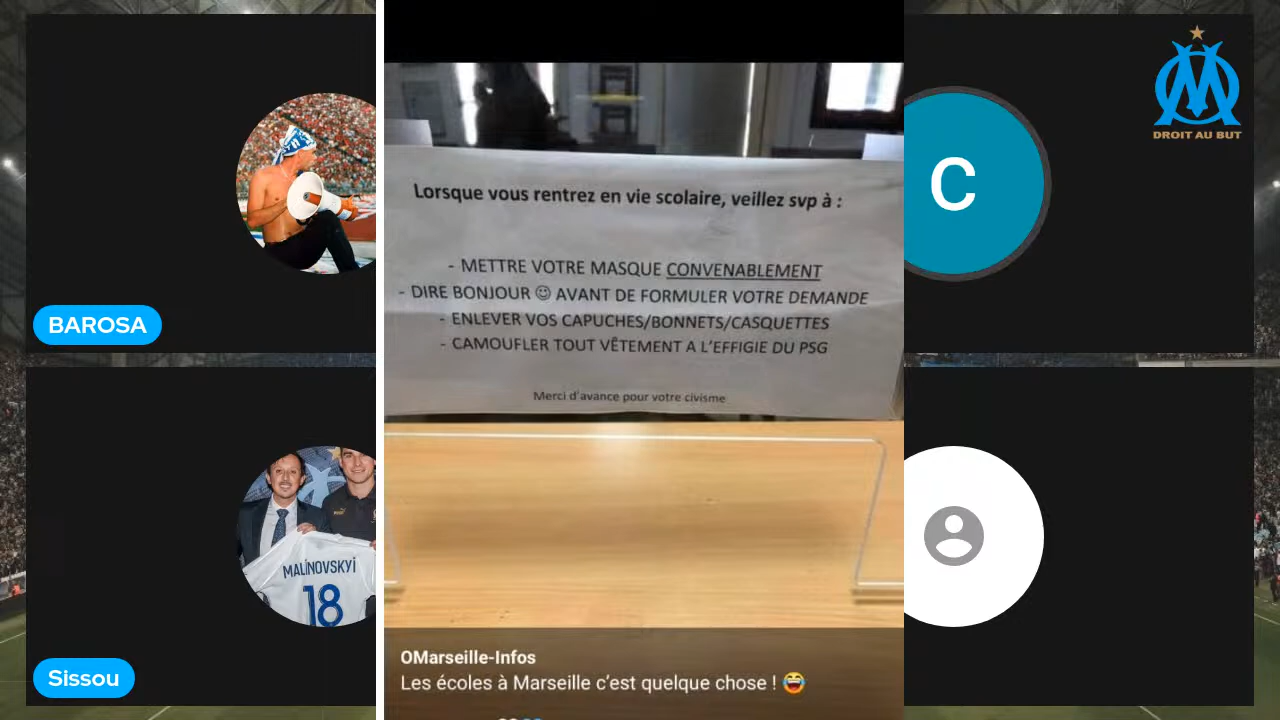 DROIT AU BUT
C
BAROSA
MALINOVSKYI
18
Sissou
Lorsque vous rentrez en vie scolaire, veillez svp à :
- METTRE VOTRE MASQUE CONVENABLEMENT
- DIRE BONJOUR ☺ AVANT DE FORMULER VOTRE DEMANDE
- ENLEVER VOS CAPUCHES/BONNETS/CASQUETTES
- CAMOUFLER TOUT VÊTEMENT A L'EFFIGIE DU PSG
Merci d'avance pour votre civisme
OMarseille-Infos
Les écoles à Marseille c’est quelque chose ! 😂